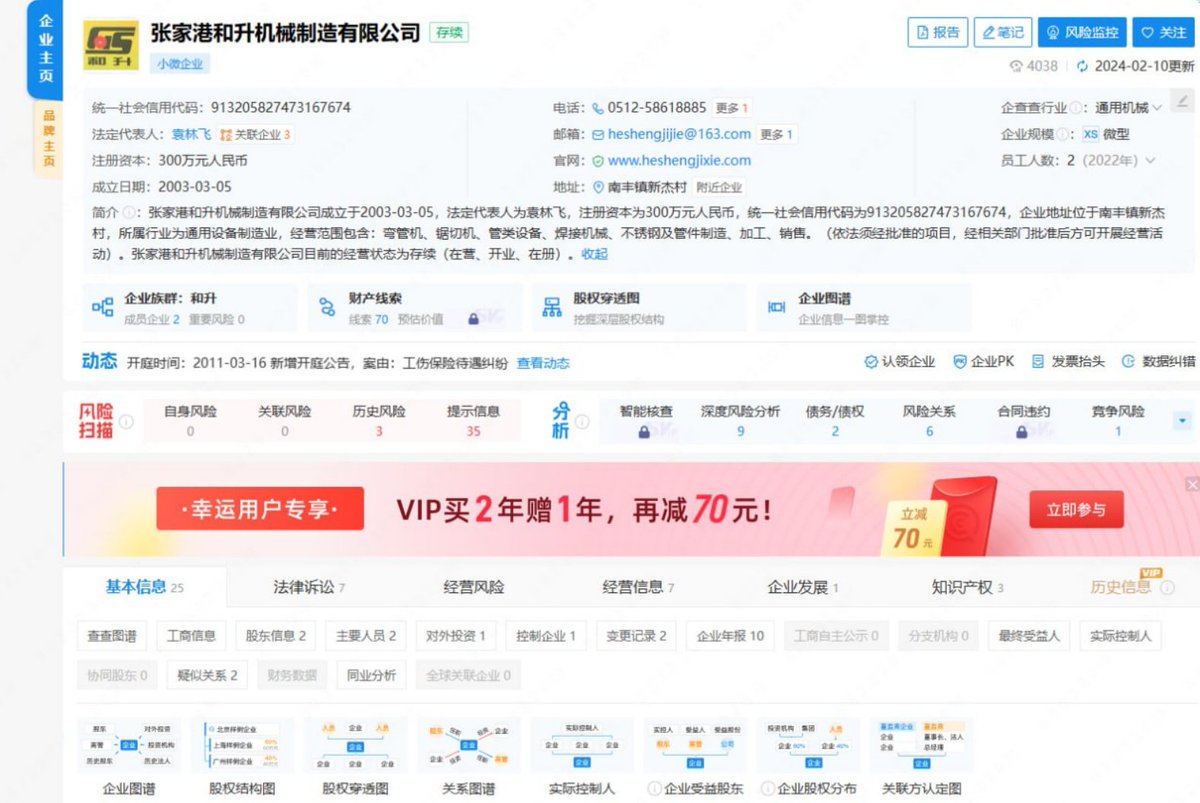 企业主页
品牌主页
和升
张家港和升机械制造有限公司 存续
小微企业
报告 笔记 风险监控 关注
4038 2024-02-10更新
统一社会信用代码：913205827473167674 电话：0512-58618885 更多 1 企查查行业：通用机械
法定代表人：袁林飞 关联企业 3 邮箱：heshengjijie@163.com 更多 1 企业规模：XS 微型
注册资本：300万元人民币 官网：www.heshengjixie.com 员工人数：2 (2022年)
成立日期：2003-03-05 地址：南丰镇新杰村 附近企业
简介：张家港和升机械制造有限公司成立于2003-03-05，法定代表人为袁林飞，注册资本为300万元人民币，统一社会信用代码为913205827473167674，企业地址位于南丰镇新杰
村，所属行业为通用设备制造业，经营范围包含：弯管机、锯切机、管类设备、焊接机械、不锈钢及管件制造、加工、销售。（依法须经批准的项目，经相关部门批准后方可开展经营活
动）。张家港和升机械制造有限公司目前的经营状态为存续（在营、开业、在册）。收起
企业族群：和升 财产线索 股权穿透图 企业图谱
成员企业 2 重要风险 0 线索 70 预估价值 挖掘深层股权结构 企业信息一图掌控
动态 开庭时间：2011-03-16 新增开庭公告，案由：工伤保险待遇纠纷 查看动态 认领企业 企业PK 发票抬头 数据纠错
风险扫描 自身风险 关联风险 历史风险 提示信息 分析 智能核查 深度风险分析 债务/债权 风险关系 合同违约 竞争风险
0 0 3 35 9 2 6 1
·幸运用户专享· VIP买2年赠1年，再减70元！ 立减 70元 立即参与
基本信息 25 法律诉讼 7 经营风险 经营信息 7 企业发展 1 知识产权 3 历史信息 VIP
查查图谱 工商信息 股东信息 2 主要人员 2 对外投资 1 控制企业 1 变更记录 2 企业年报 10 工商自主公示 0 分支机构 0 最终受益人 实际控制人
协同股东 0 疑似关系 2 财务数据 同业分析 全球关联企业 0
企业图谱 股权结构图 股权穿透图 关系图谱 实际控制人 企业受益股东 企业股权分布 关联方认定图